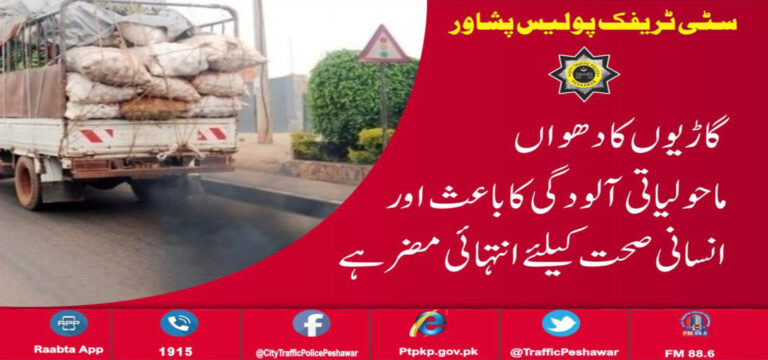 سٹی ٹریفک پولیس پشاور
گاڑیوں کا دھواں
ماحولیاتی آلودگی کا باعث اور
انسانی صحت کیلئے انتہائی مضر ہے
Raabta App
1915
@CityTrafficPolicePeshawar
Ptpkp.gov.pk
@TrafficPeshawar
FM 88.6